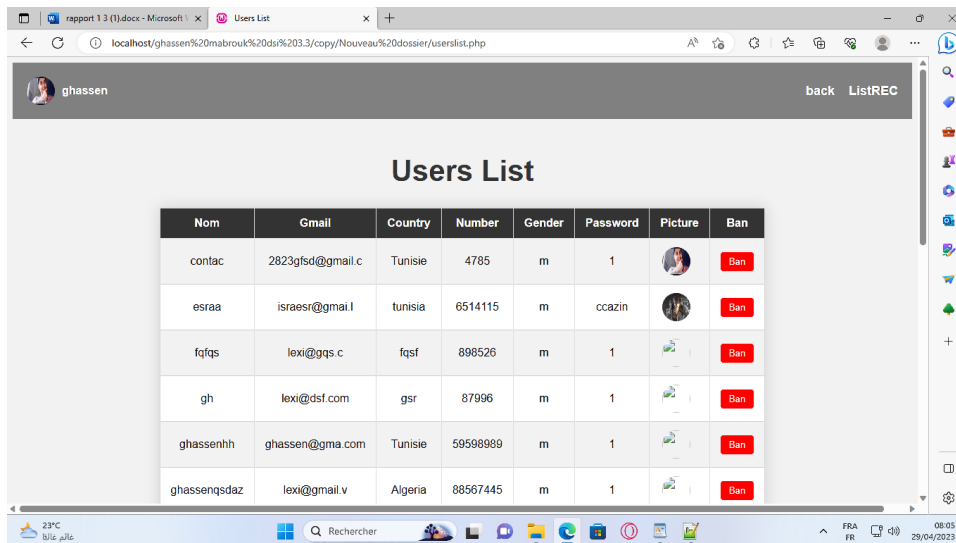 rapport 1 3 (1).docx - Microsoft W
Users List
localhost/ghassen%20mabrouk%20dsi%203.3/copy/Nouveau%20dossier/userslist.php
ghassen
back ListREC
Users List
Nom Gmail Country Number Gender Password Picture Ban
contac 2823gfsd@gmail.c Tunisie 4785 m 1 Ban
esraa israesr@gmai.l tunisia 6514115 m ccazin Ban
fqfqs lexi@gqs.c fqsf 898526 m 1 Ban
gh lexi@dsf.com gsr 87996 m 1 Ban
ghassenhh ghassen@gma.com Tunisie 59598989 m 1 Ban
ghassenqsdaz lexi@gmail.v Algeria 88567445 m 1 Ban
23°C
غائم غالبًا
Rechercher
FRA
FR
08:05
29/04/2023